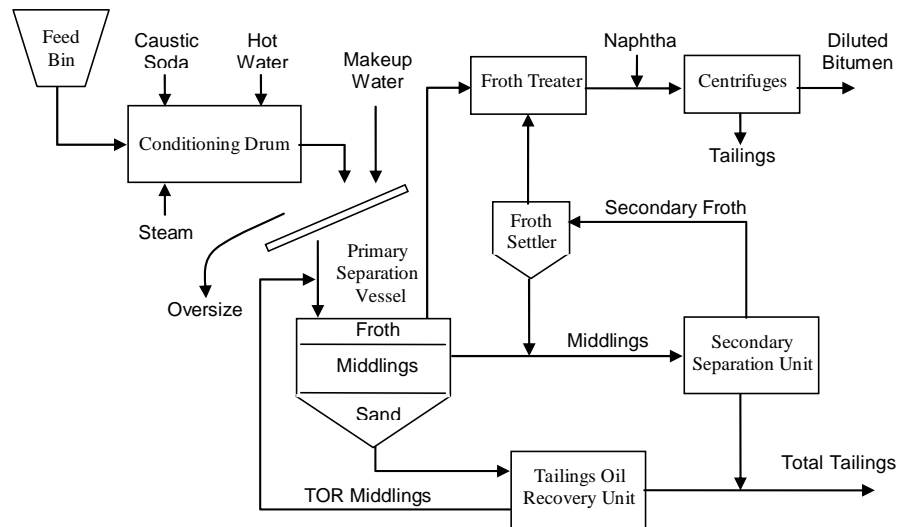 Feed
Bin
Caustic
Soda
Hot
Water
Makeup
Water
Naphtha
Diluted
Bitumen
Froth Treater
Centrifuges
Conditioning Drum
Tailings
Steam
Froth
Settler
Secondary Froth
Primary
Separation
Vessel
Oversize
Froth
Middlings
Sand
Middlings
Secondary
Separation Unit
Tailings Oil
Recovery Unit
TOR Middlings
Total Tailings